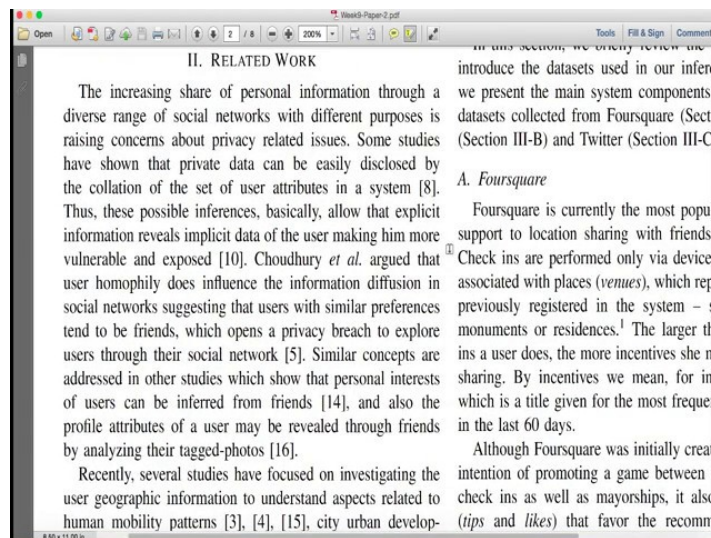 Week9-Paper-2.pdf
Open
2 / 8
200%
Tools
Fill & Sign
Comment
II. RELATED WORK
The increasing share of personal information through a
diverse range of social networks with different purposes is
raising concerns about privacy related issues. Some studies
have shown that private data can be easily disclosed by
the collation of the set of user attributes in a system [8].
Thus, these possible inferences, basically, allow that explicit
information reveals implicit data of the user making him more
vulnerable and exposed [10]. Choudhury et al. argued that
user homophily does influence the information diffusion in
social networks suggesting that users with similar preferences
tend to be friends, which opens a privacy breach to explore
users through their social network [5]. Similar concepts are
addressed in other studies which show that personal interests
of users can be inferred from friends [14], and also the
profile attributes of a user may be revealed through friends
by analyzing their tagged-photos [16].
Recently, several studies have focused on investigating the
user geographic information to understand aspects related to
human mobility patterns [3], [4], [15], city urban develop-
8.50 x 11.00 in
In this section, we briefly review the
introduce the datasets used in our infere
we present the main system components
datasets collected from Foursquare (Sect
(Section III-B) and Twitter (Section III-C
A. Foursquare
Foursquare is currently the most popu
support to location sharing with friends
Check ins are performed only via device
associated with places (venues), which rep
previously registered in the system – s
monuments or residences.1 The larger th
ins a user does, the more incentives she m
sharing. By incentives we mean, for in
which is a title given for the most freque
in the last 60 days.
Although Foursquare was initially creat
intention of promoting a game between
check ins as well as mayorships, it also
(tips and likes) that favor the recomm